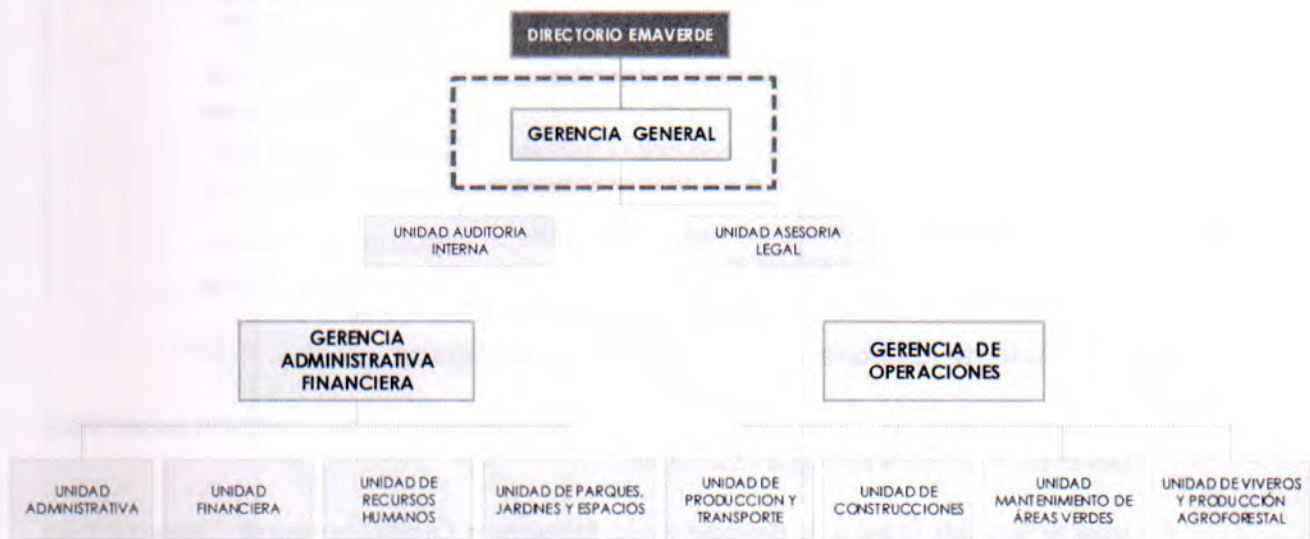 DIRECTORIO EMAVERDE
GERENCIA GENERAL
UNIDAD AUDITORIA
INTERNA
UNIDAD ASESORIA
LEGAL
GERENCIA
ADMINISTRATIVA
FINANCIERA
GERENCIA DE
OPERACIONES
UNIDAD
ADMINISTRATIVA
UNIDAD
FINANCIERA
UNIDAD DE
RECURSOS
HUMANOS
UNIDAD DE PARQUES,
JARDINES Y ESPACIOS
UNIDAD DE
PRODUCCION Y
TRANSPORTE
UNIDAD DE
CONSTRUCCIONES
UNIDAD
MANTENIMIENTO DE
ÁREAS VERDES
UNIDAD DE VIVEROS
Y PRODUCCIÓN
AGROFORESTAL